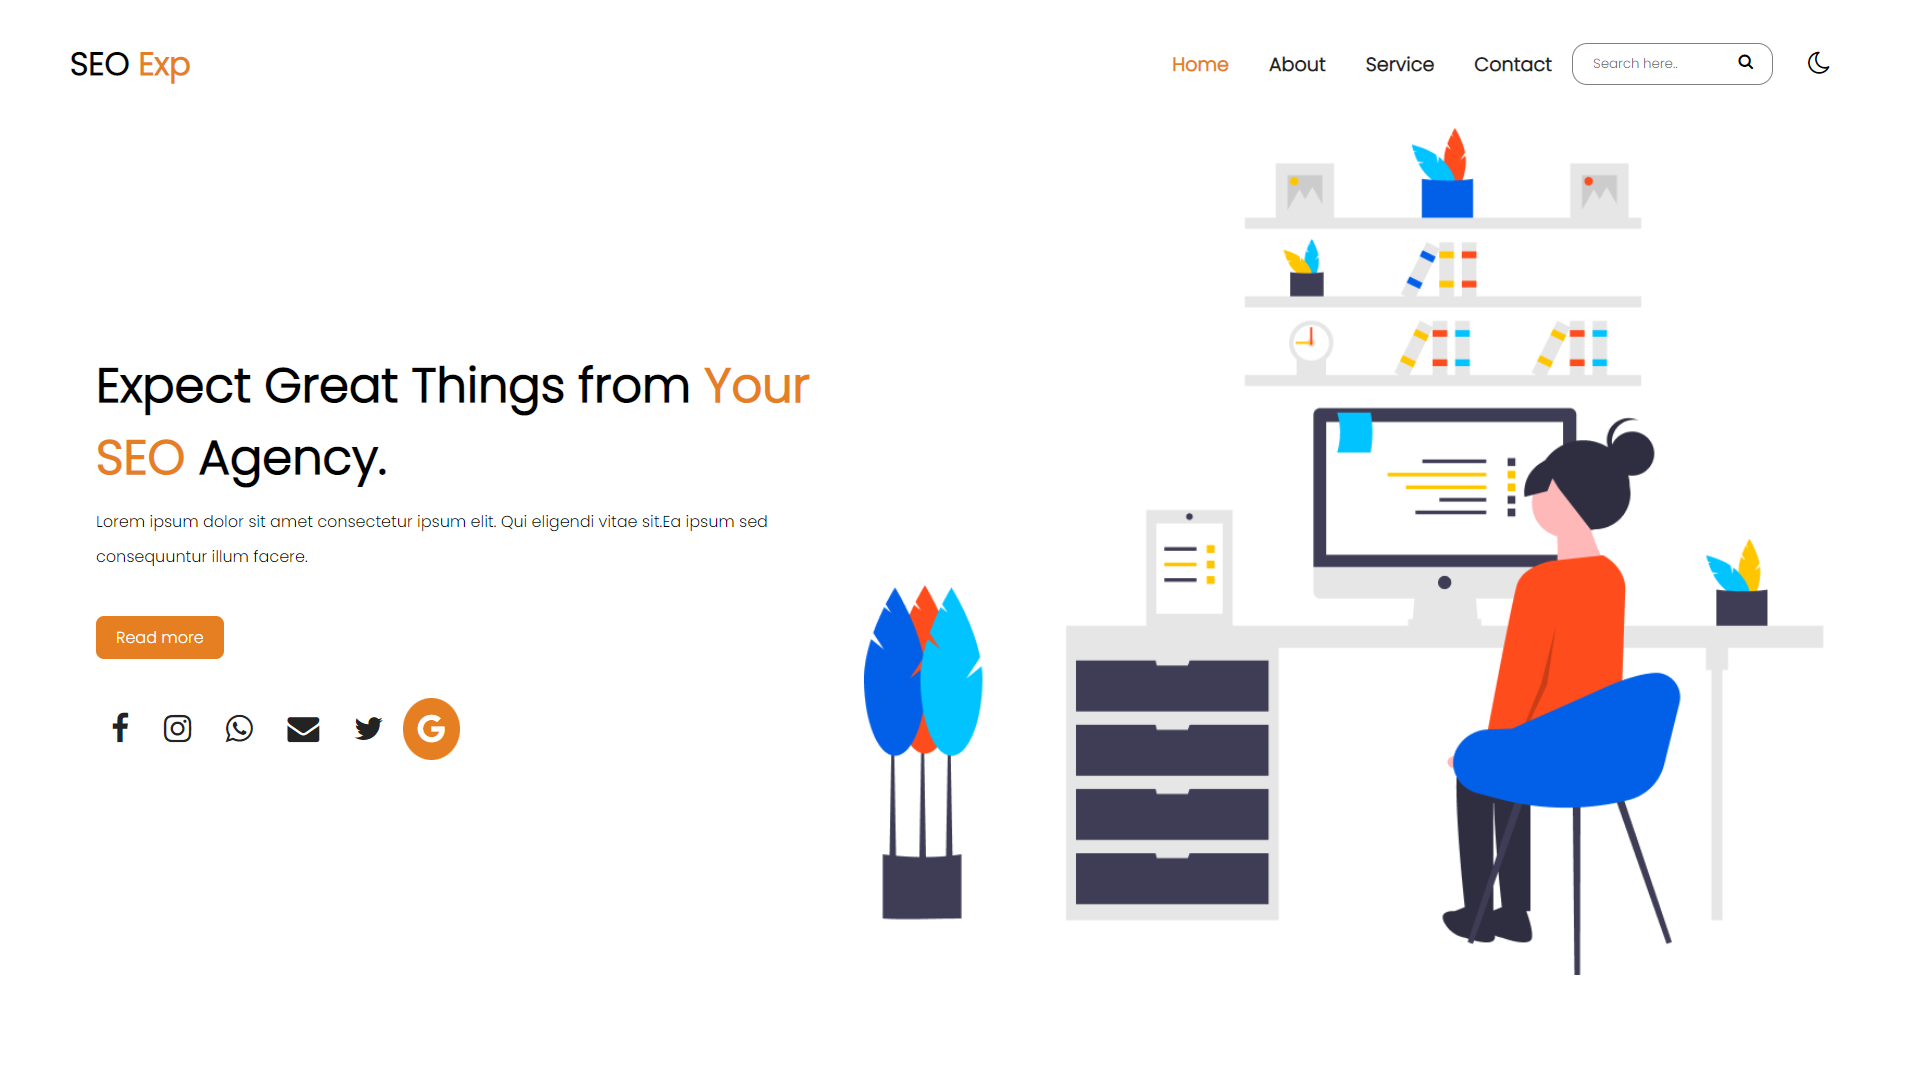 SEO Exp
Home About Service Contact Search here..
Expect Great Things from Your
SEO Agency.
Lorem ipsum dolor sit amet consectetur ipsum elit. Qui eligendi vitae sit.Ea ipsum sed
consequuntur illum facere.
Read more